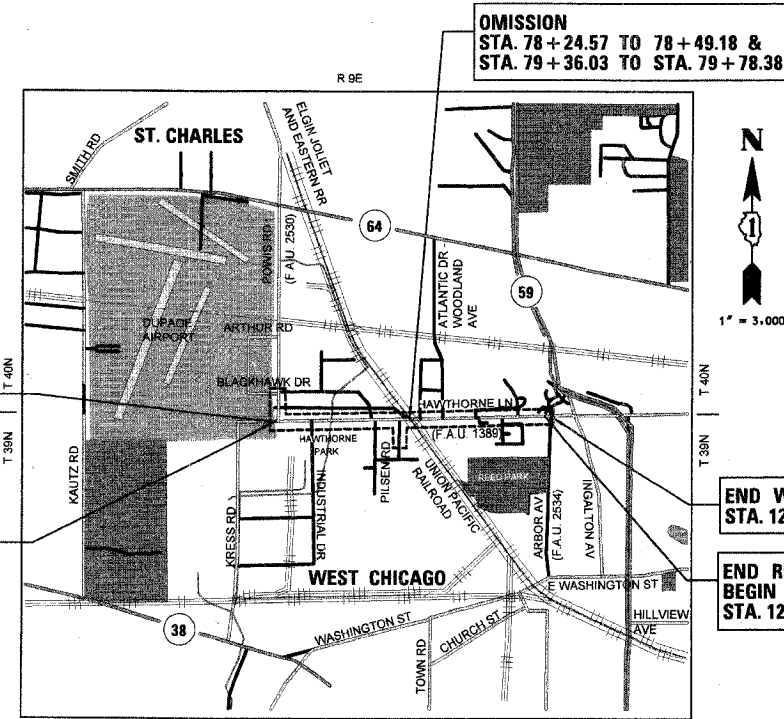 OMISSION
STA. 78+24.57 TO 78+49.18 &
STA. 79+36.03 TO STA. 79+78.38
R 9E
N
1
1" = 3,000
ST. CHARLES
SMITH RD
ELGIN JOLIET
AND EASTERN RR
64
POWIS RD
(F.A.U. 2530)
ATLANTIC DR -
WOODLAND
AVE
59
DUPAGE
AIRPORT
ARTHUR RD
T 40N
T 40N
BLACKHAWK DR
HAWTHORNE LN
T 39N
T 39N
HAWTHORNE
PARK
(F.A.U. 1389)
KAUTZ RD
PILSEN RD
UNION PACIFIC
RAILROAD
REED PARK
KRESS RD
INDUSTRIAL DR
ARBOR AV
(F.A.U. 2534)
INGALTON AV
END W
STA. 12
END R
BEGIN
STA. 12
WEST CHICAGO
E WASHINGTON ST
HILLVIEW
AVE
38
WASHINGTON ST
TOWN RD
CHURCH ST